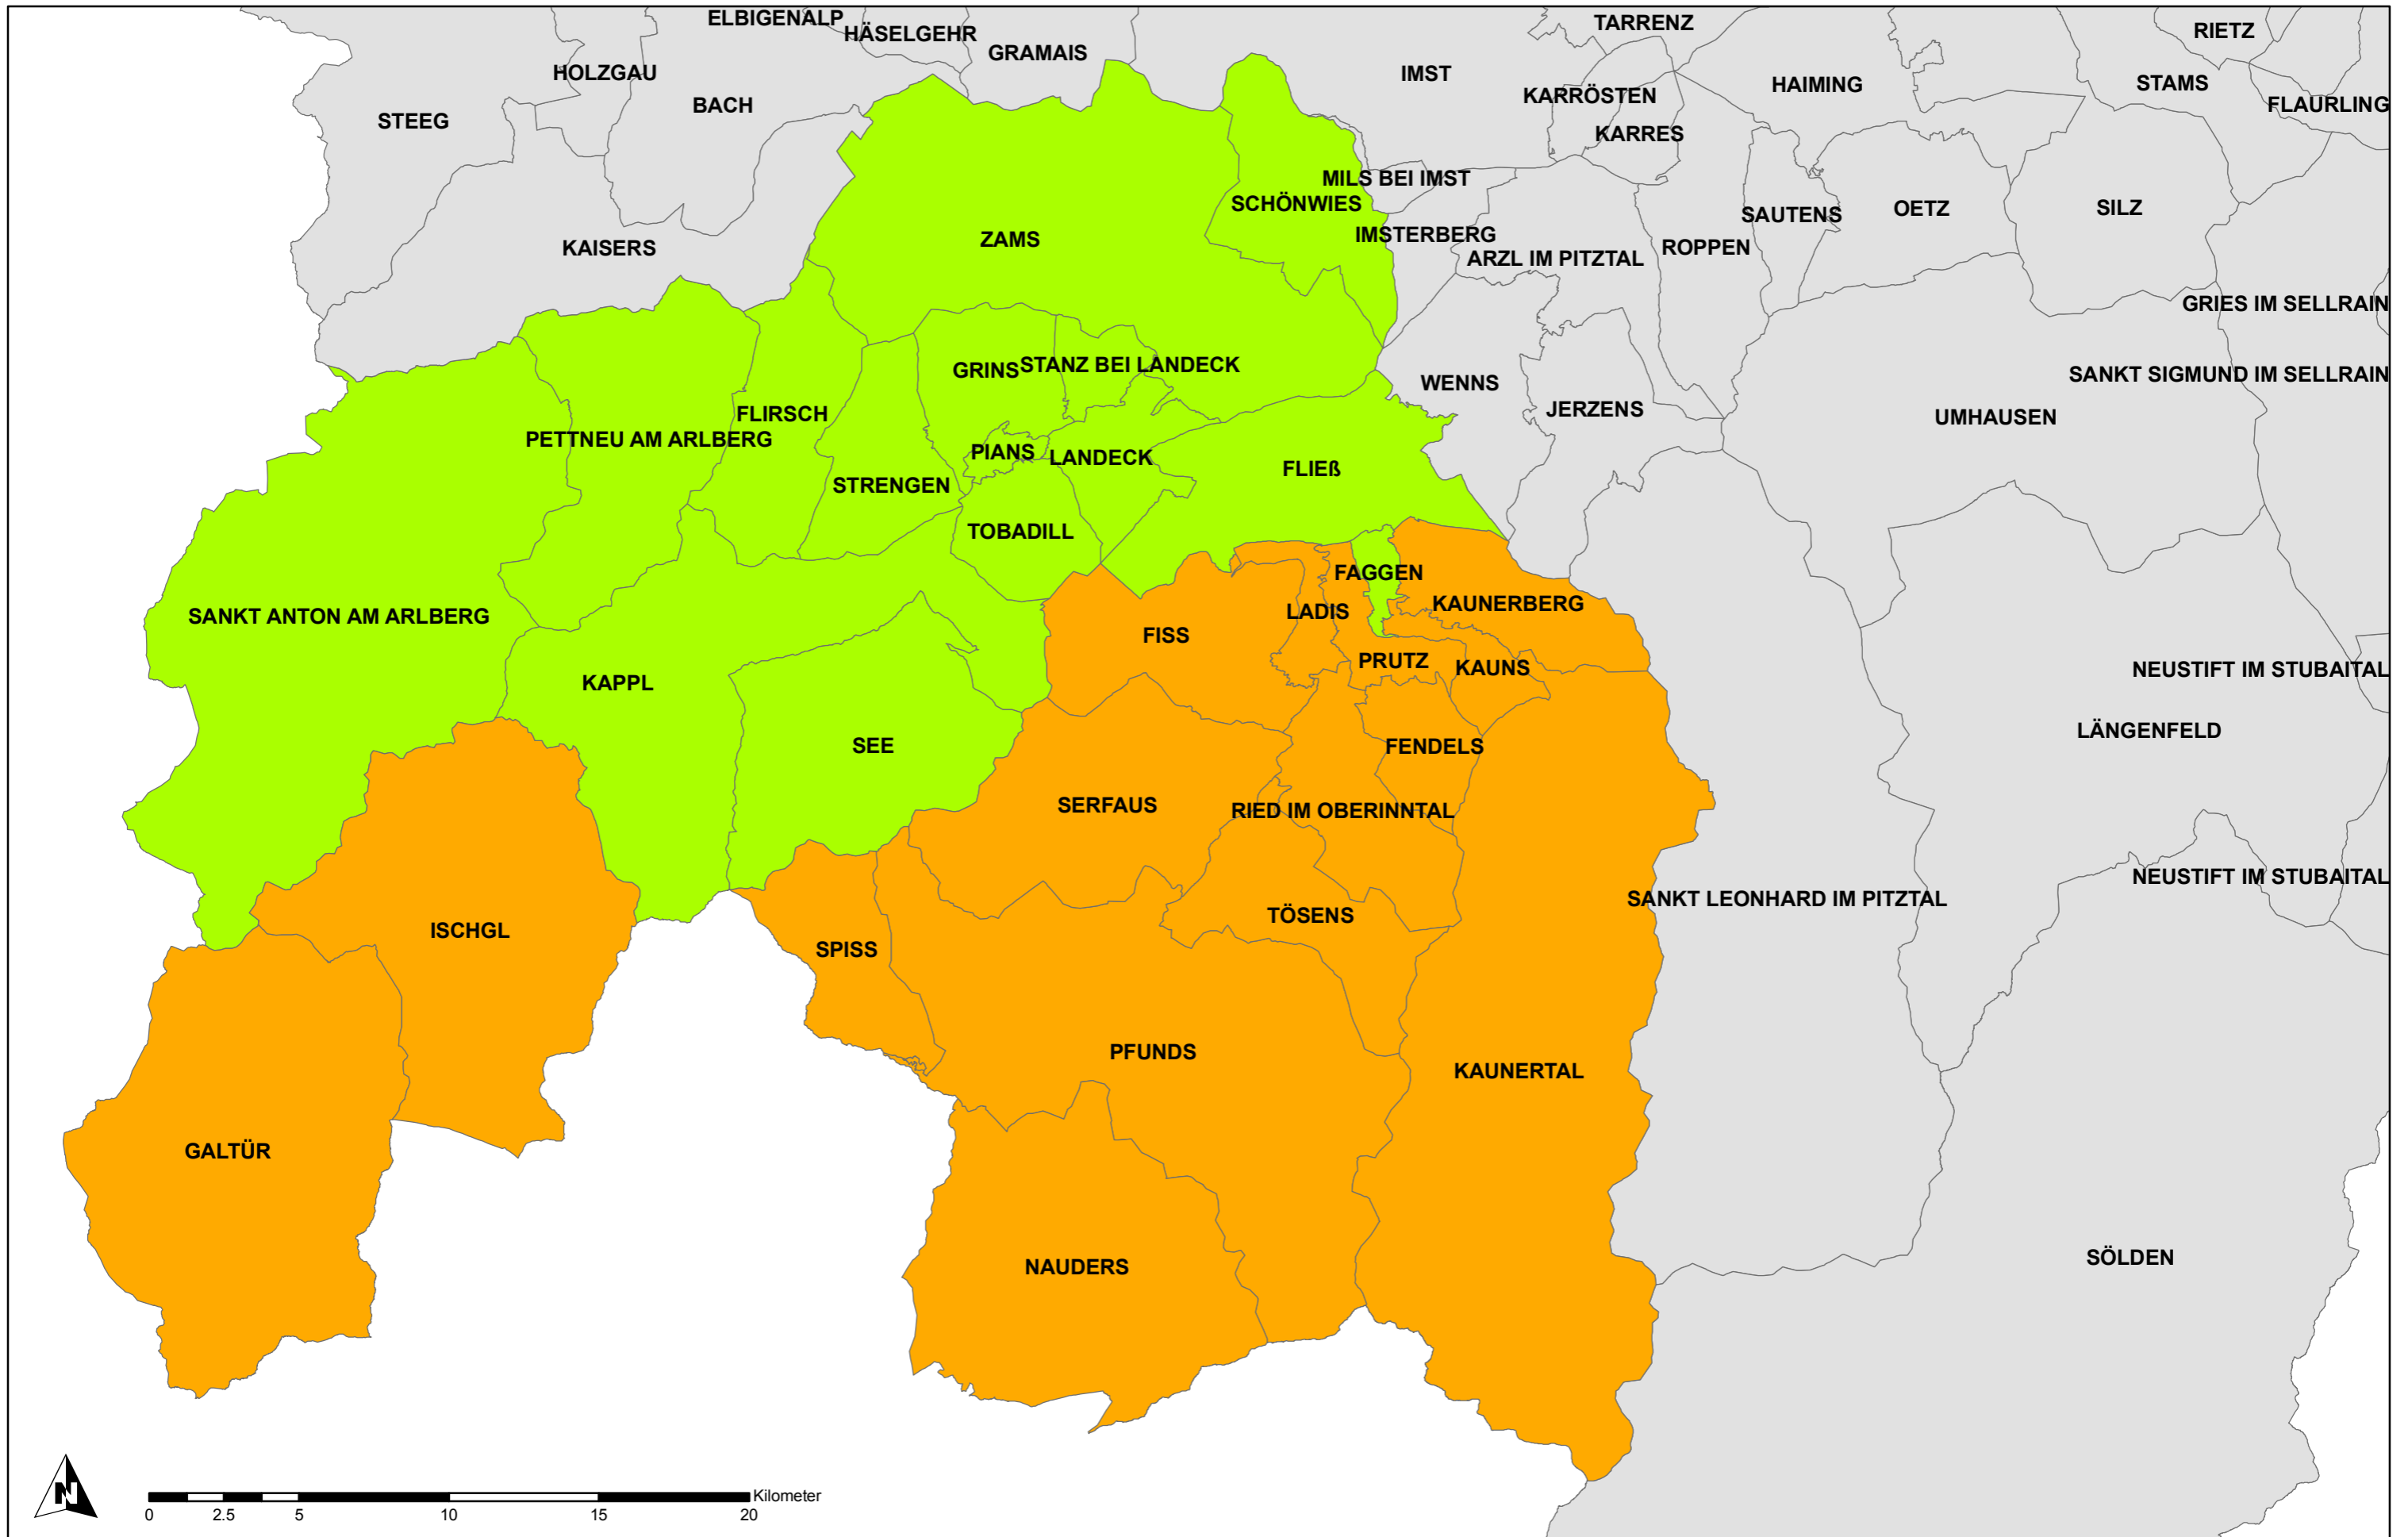 ELBIGENALP
TARRENZ
RIETZ
HÄSELGEHR
GRAMAIS
HOLZGAU
IMST
HAIMING
STAMS
KARRÖSTEN
BACH
FLAURLING
STEEG
KARRES
MILS BEI IMST
SCHÖNWIES
SAUTENS
OETZ
SILZ
IMSTERBERG
ZAMS
KAISERS
ROPPEN
ARZL IM PITZTAL
GRIES IM SELLRAIN
GRINS
STANZ BEI LANDECK
SANKT SIGMUND IM SELLRAIN
WENNS
FLIRSCH
JERZENS
UMHAUSEN
PETTNEU AM ARLBERG
PIANS
LANDECK
FLIEß
STRENGEN
TOBADILL
FAGGEN
SANKT ANTON AM ARLBERG
LADIS
KAUNERBERG
FISS
PRUTZ
KAUNS
NEUSTIFT IM STUBAITAL
KAPPL
LÄNGENFELD
SEE
FENDELS
SERFAUS
RIED IM OBERINNTAL
NEUSTIFT IM STUBAITAL
SANKT LEONHARD IM PITZTAL
TÖSENS
ISCHGL
SPISS
PFUNDS
KAUNERTAL
GALTÜR
SÖLDEN
NAUDERS
N
Kilometer
0 2.5 5 10 15 20